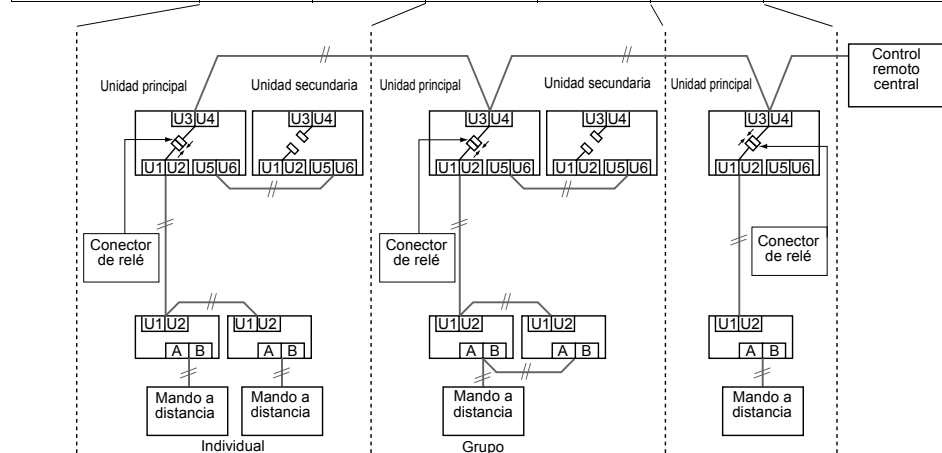 Control
remoto
central
Unidad principal
Unidad secundaria
Unidad principal
Unidad secundaria
Unidad principal
U3 U4
U3 U4
U3 U4
U3 U4
U3 U4
U1 U2 U5 U6
U1 U2 U5 U6
U1 U2 U5 U6
U1 U2 U5 U6
U1 U2 U5 U6
Conector
de relé
Conector
de relé
Conector
de relé
U1 U2
U1 U2
U1 U2
U1 U2
U1 U2
A B
A B
A B
A B
A B
Mando a
distancia
Mando a
distancia
Mando a
distancia
Mando a
distancia
Individual
Grupo